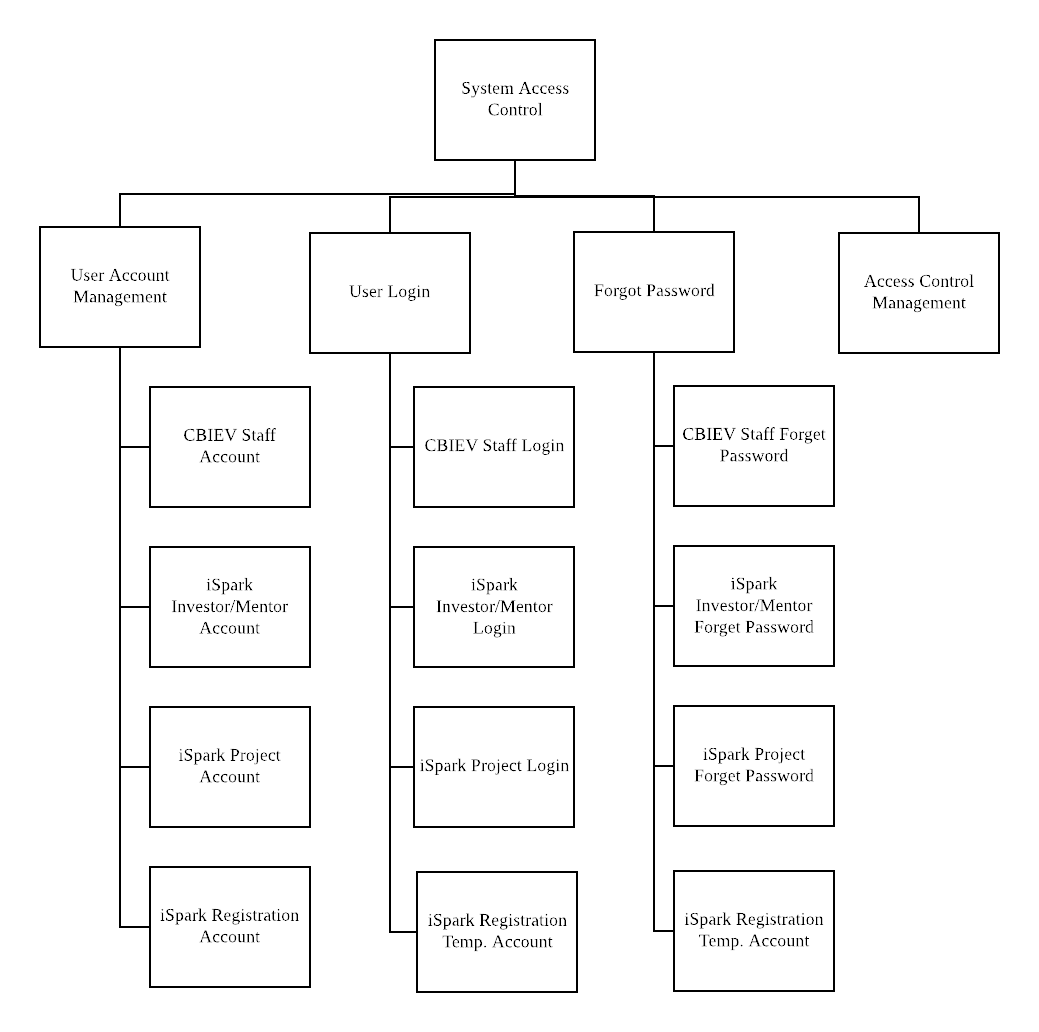 System Access
Control
User Account
Management
User Login
Forgot Password
Access Control
Management
CBIEV Staff
Account
CBIEV Staff Login
CBIEV Staff Forget
Password
iSpark
Investor/Mentor
Account
iSpark
Investor/Mentor
Login
iSpark
Investor/Mentor
Forget Password
iSpark Project
Account
iSpark Project Login
iSpark Project
Forget Password
iSpark Registration
Account
iSpark Registration
Temp. Account
iSpark Registration
Temp. Account